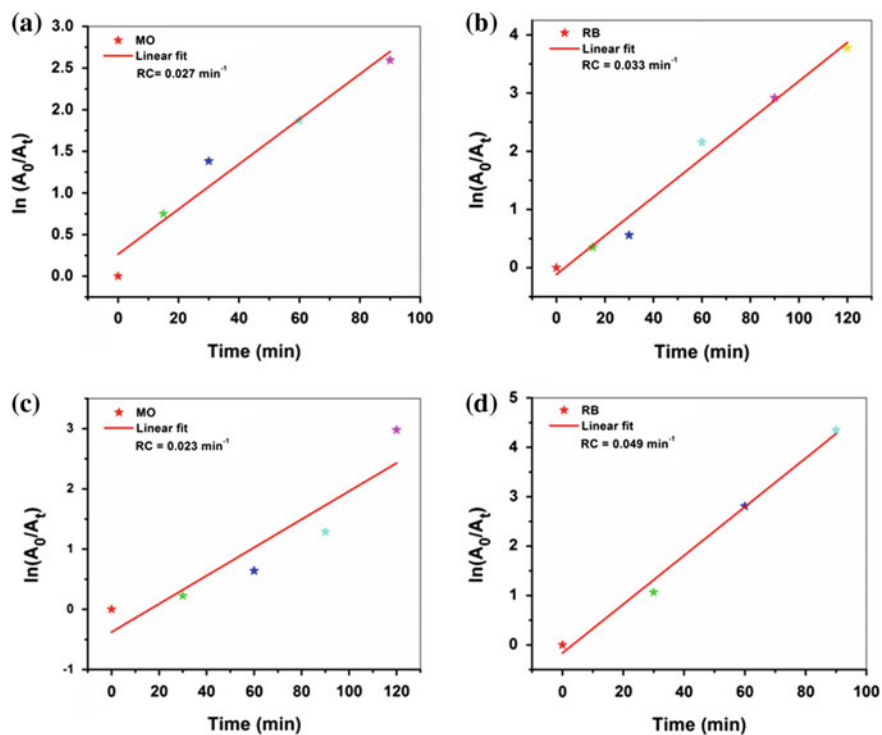 (a)
MO
Linear fit
RC= 0.027 min⁻¹
3.0
2.5
2.0
1.5
1.0
0.5
0.0
ln (A₀/Aₜ)
0 20 40 60 80 100
Time (min)
(b)
RB
Linear fit
RC = 0.033 min⁻¹
4
3
2
1
0
ln(A₀/Aₜ)
0 20 40 60 80 100 120
Time (min)
(c)
MO
Linear fit
RC = 0.023 min⁻¹
3
2
1
0
-1
ln(A₀/Aₜ)
0 20 40 60 80 100 120
Time (min)
(d)
RB
Linear fit
RC = 0.049 min⁻¹
5
4
3
2
1
0
ln(A₀/Aₜ)
0 20 40 60 80 100
Time (min)